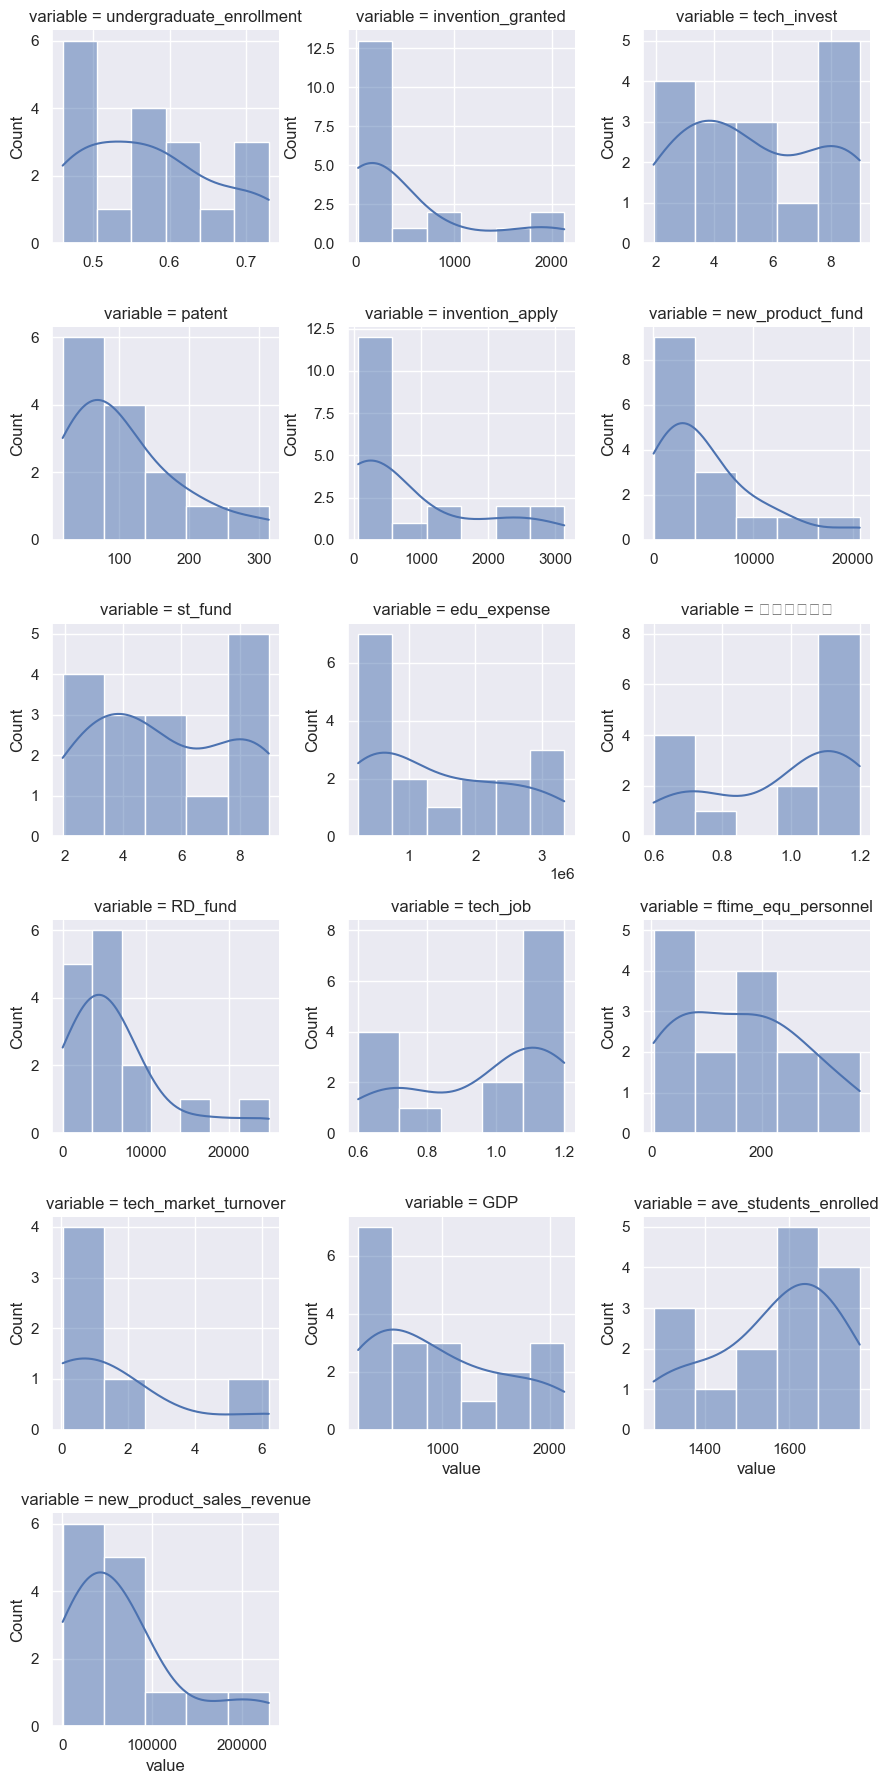 variable = undergraduate_enrollment
Count
6
4
2
0
0.5 0.6 0.7
variable = invention_granted
Count
12.5
10.0
7.5
5.0
2.5
0.0
0 1000 2000
variable = tech_invest
Count
5
4
3
2
1
0
2 4 6 8
variable = patent
Count
6
4
2
0
100 200 300
variable = invention_apply
Count
12.5
10.0
7.5
5.0
2.5
0.0
0 1000 2000 3000
variable = new_product_fund
Count
8
6
4
2
0
0 10000 20000
variable = st_fund
Count
5
4
3
2
1
0
2 4 6 8
variable = edu_expense
Count
6
4
2
0
1 2 3
1e6
variable =
Count
8
6
4
2
0
0.6 0.8 1.0 1.2
variable = RD_fund
Count
6
4
2
0
0 10000 20000
variable = tech_job
Count
8
6
4
2
0
0.6 0.8 1.0 1.2
variable = ftime_equ_personnel
Count
5
4
3
2
1
0
0 200
variable = tech_market_turnover
Count
4
3
2
1
0
0 2 4 6
variable = GDP
Count
6
4
2
0
1000 2000
value
variable = ave_students_enrolled
Count
5
4
3
2
1
0
1400 1600
value
variable = new_product_sales_revenue
Count
6
4
2
0
0 100000 200000
value